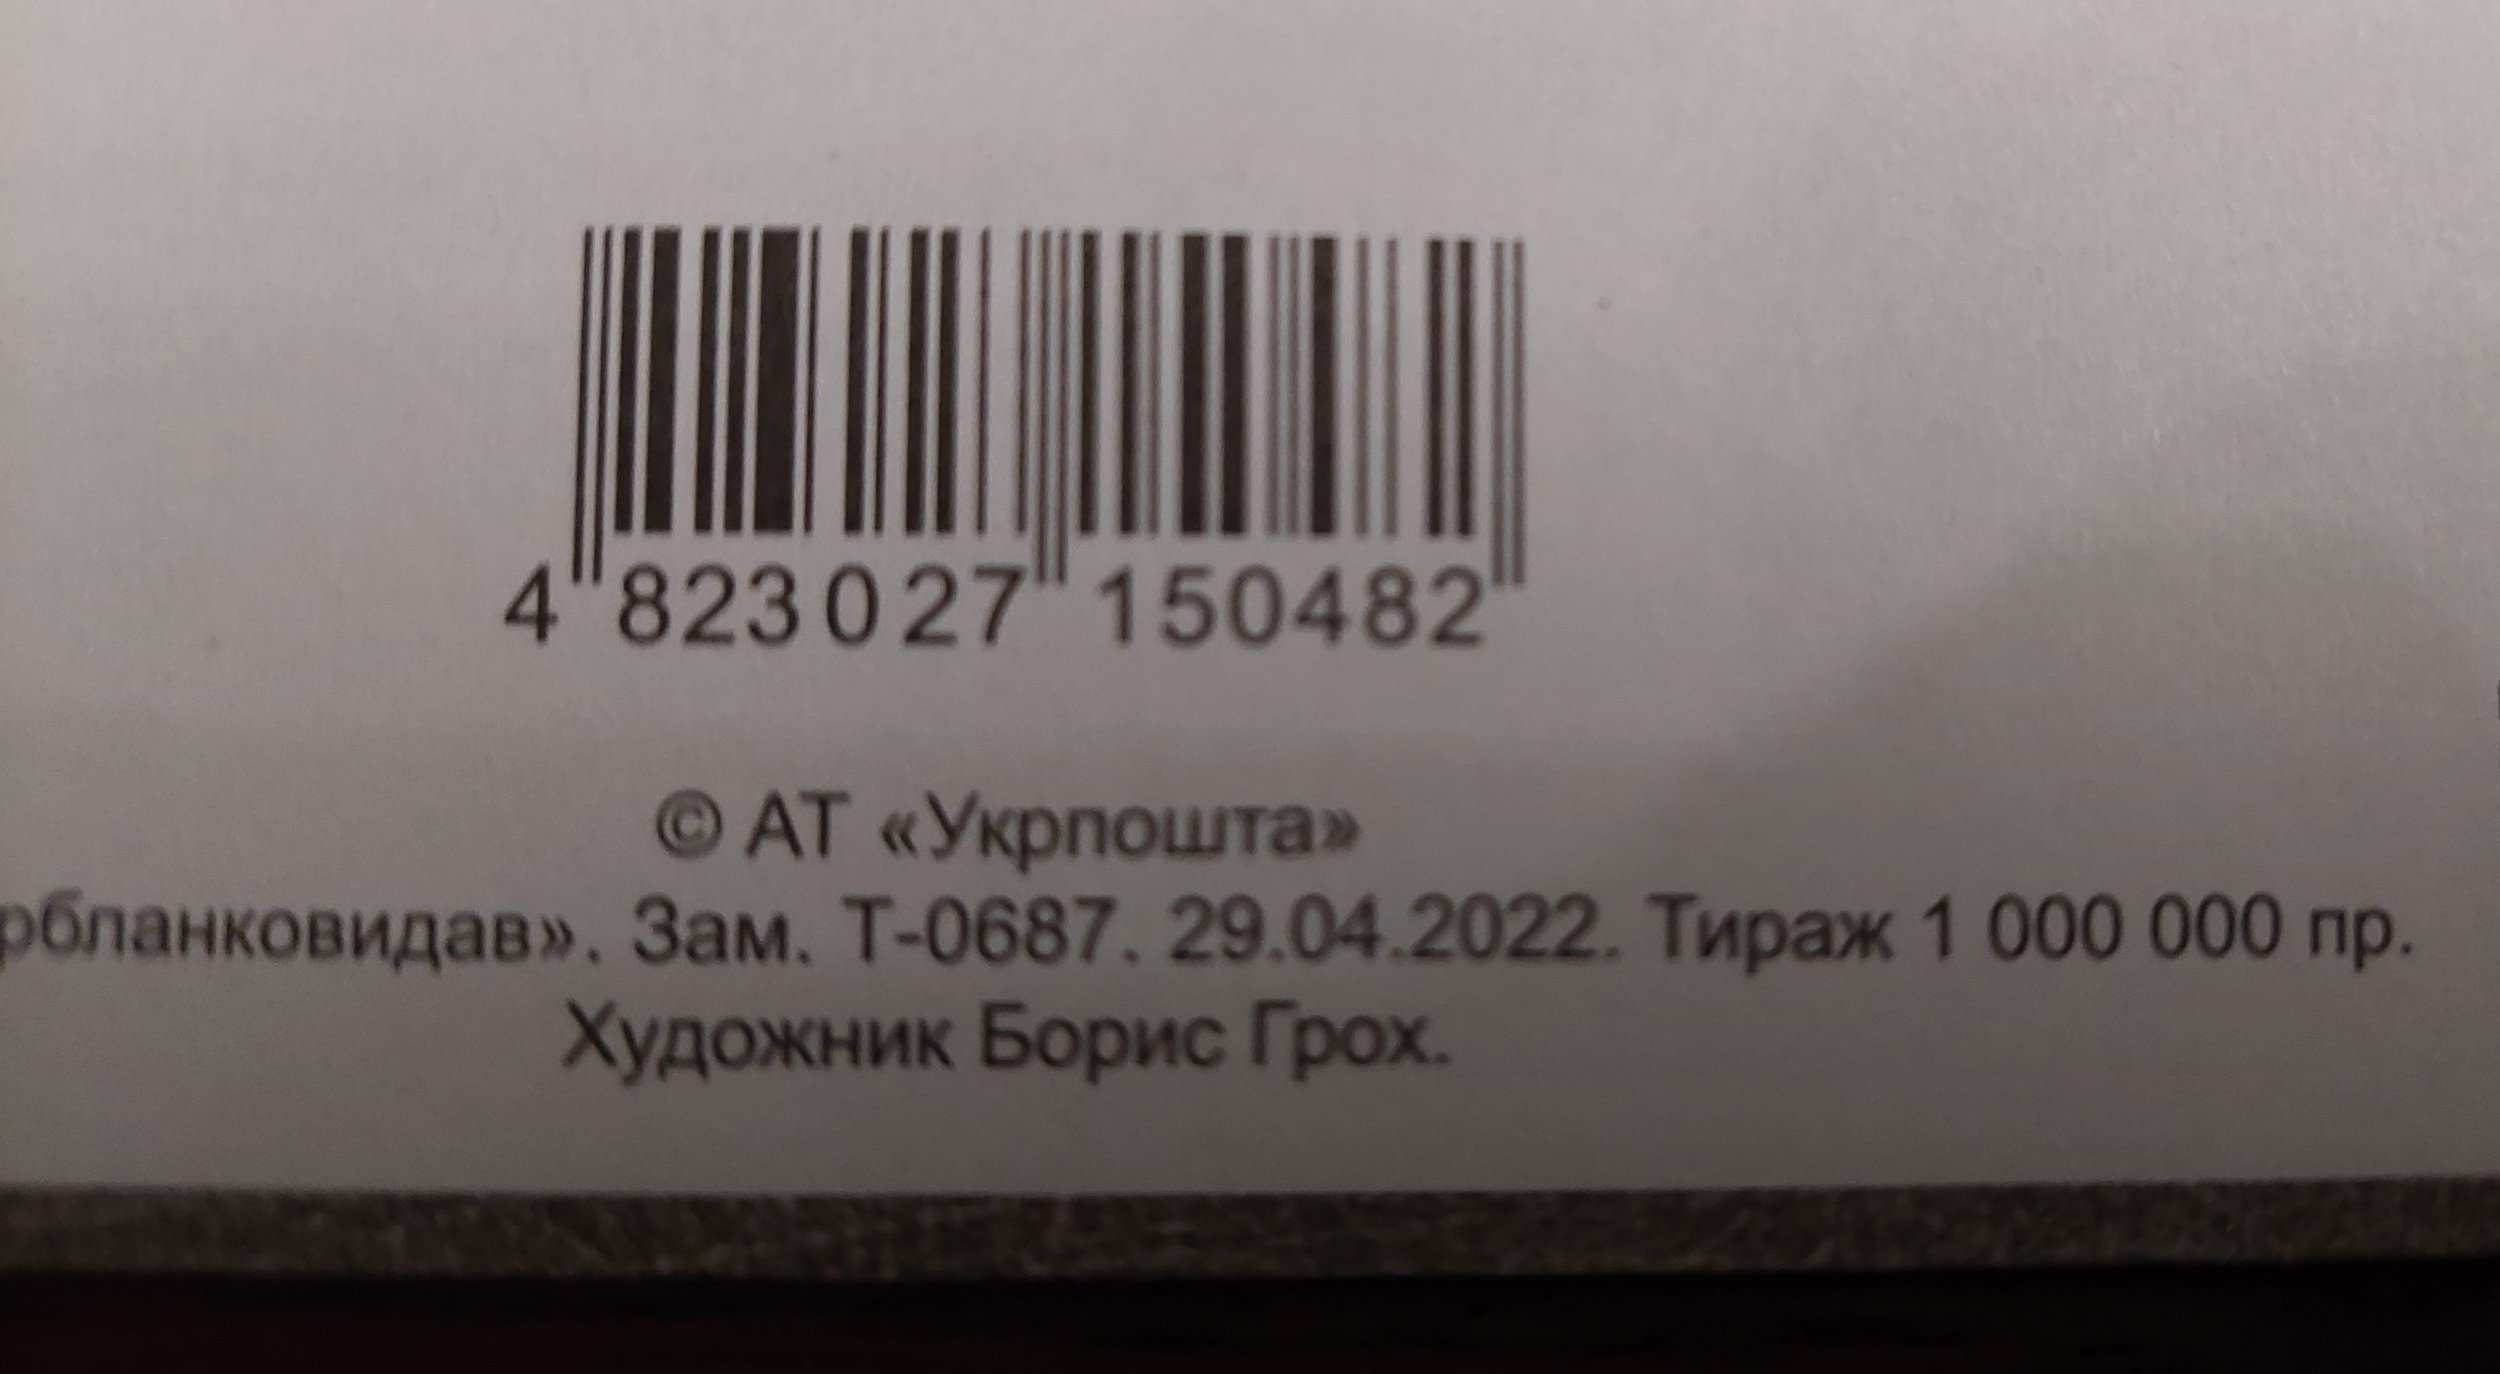 4 823027 150482
© АТ «Укрпошта»
рбланковидав». Зам. Т-0687. 29.04.2022. Тираж 1 000 000 пр.
Художник Борис Грох.